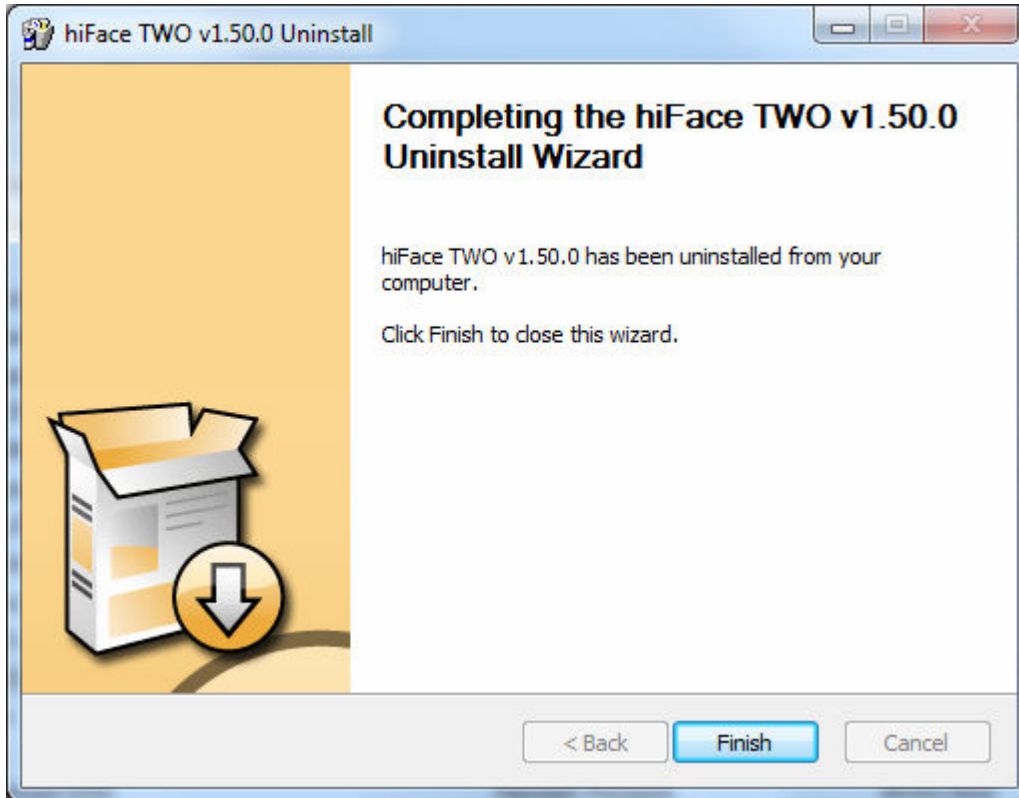 hiFace TWO v1.50.0 Uninstall
Completing the hiFace TWO v1.50.0
Uninstall Wizard
hiFace TWO v1.50.0 has been uninstalled from your
computer.
Click Finish to close this wizard.
< Back Finish Cancel